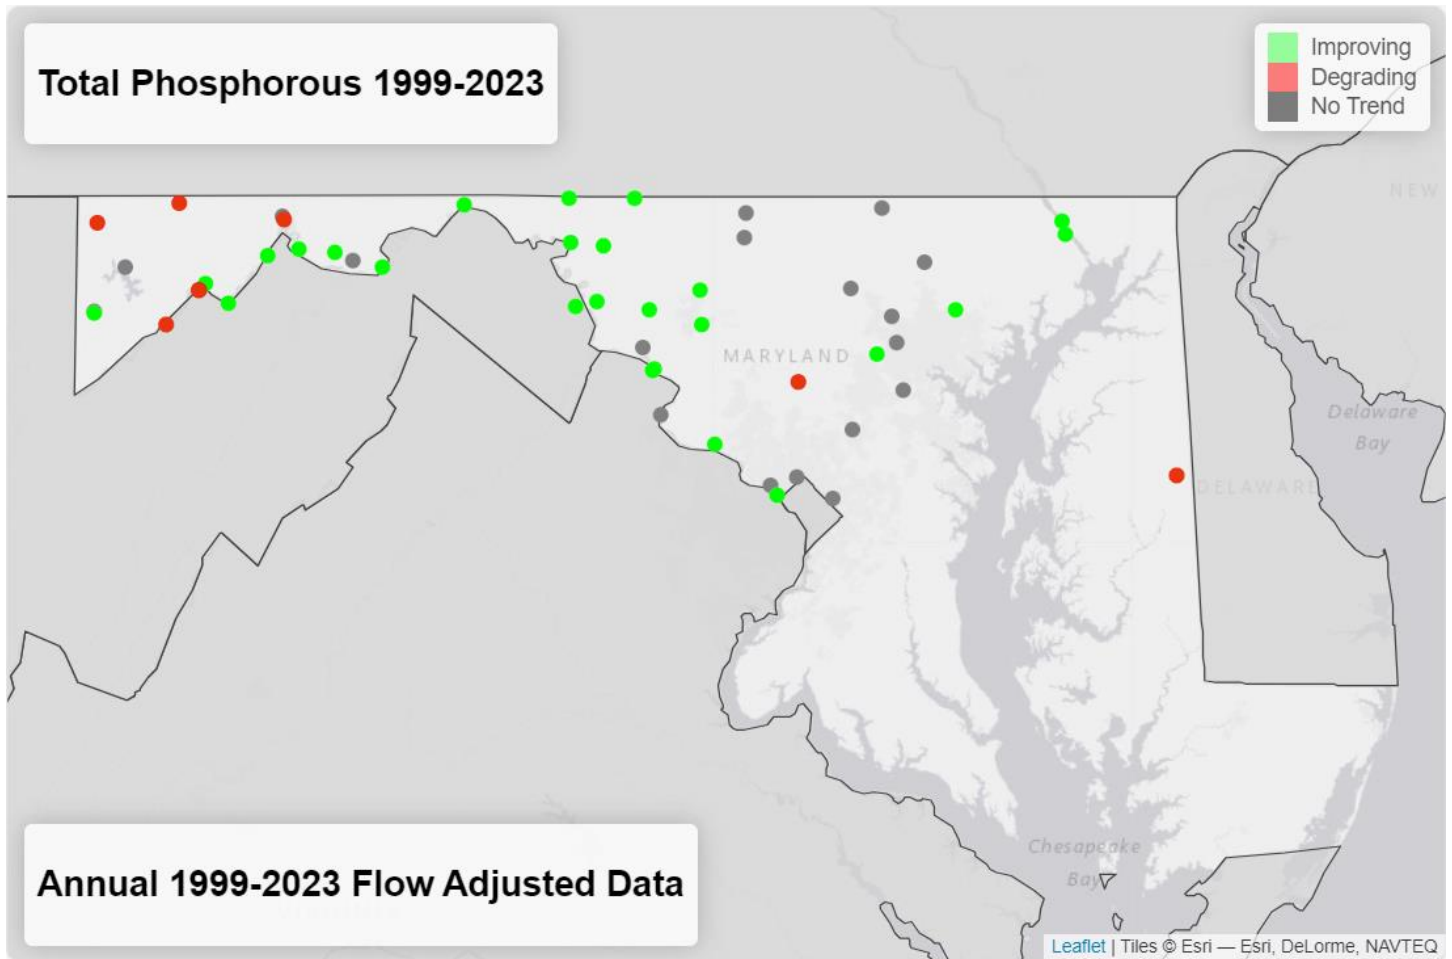 Total Phosphorous 1999-2023
Improving
Degrading
No Trend
NEW
MARYLAND
Delaware
Bay
DELAWARE
Chesapeake
Bay
Annual 1999-2023 Flow Adjusted Data
Leaflet | Tiles © Esri — Esri, DeLorme, NAVTEQ